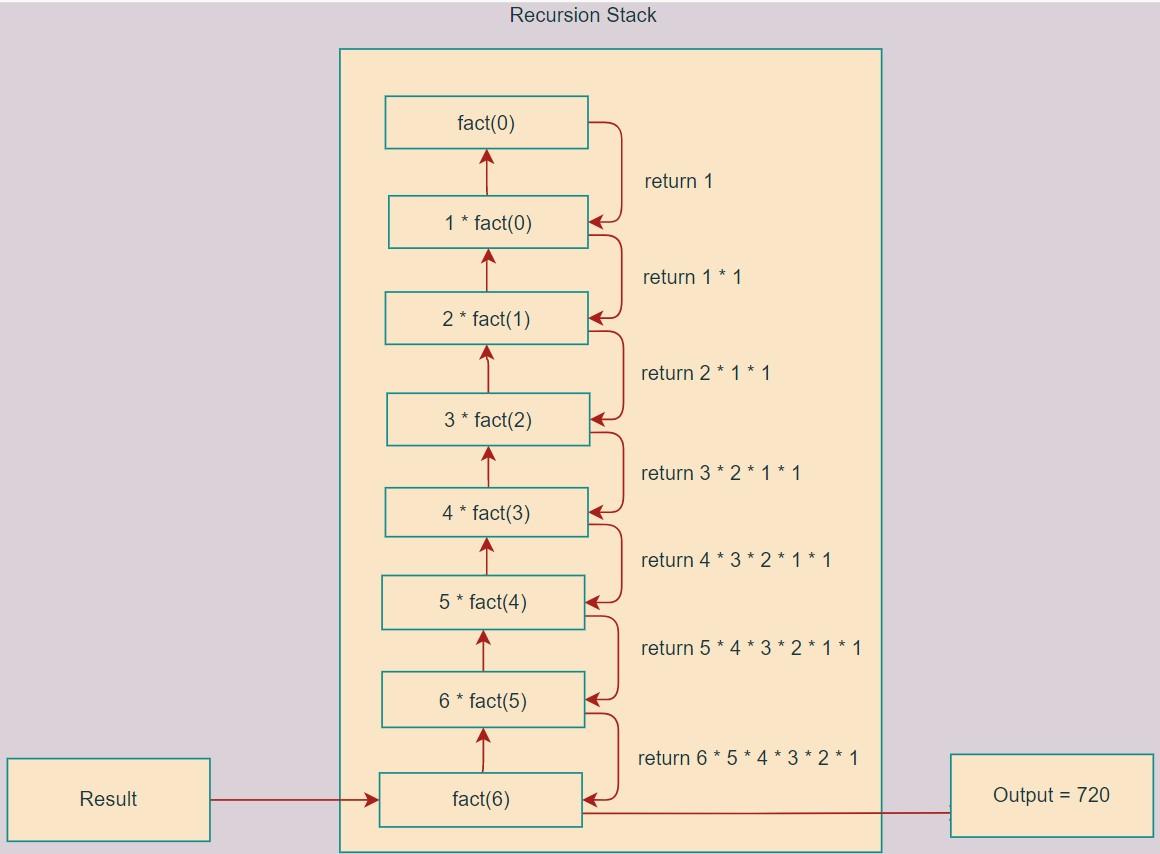 Recursion Stack
fact(0)
return 1
1 * fact(0)
return 1 * 1
2 * fact(1)
return 2 * 1 * 1
3 * fact(2)
return 3 * 2 * 1 * 1
4 * fact(3)
return 4 * 3 * 2 * 1 * 1
5 * fact(4)
return 5 * 4 * 3 * 2 * 1 * 1
6 * fact(5)
return 6 * 5 * 4 * 3 * 2 * 1
Result
fact(6)
Output = 720